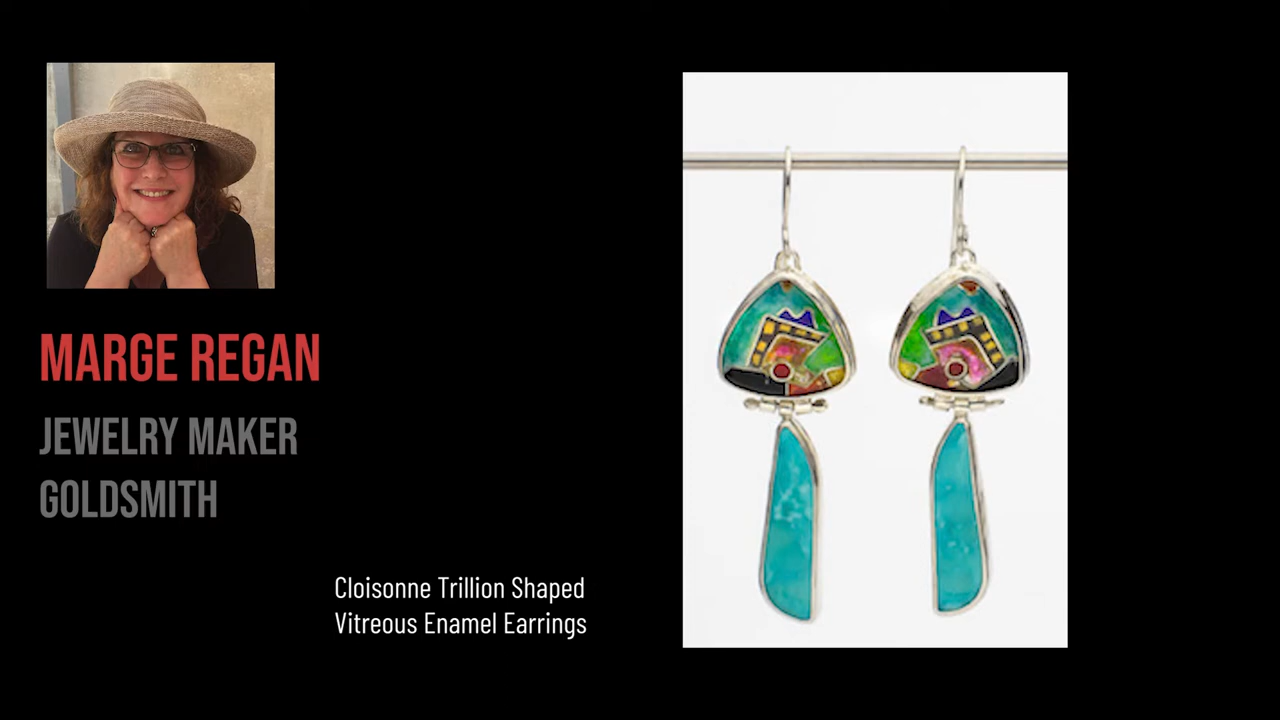 MARGE REGAN
JEWELRY MAKER
GOLDSMITH
Cloisonne Trillion Shaped
Vitreous Enamel Earrings